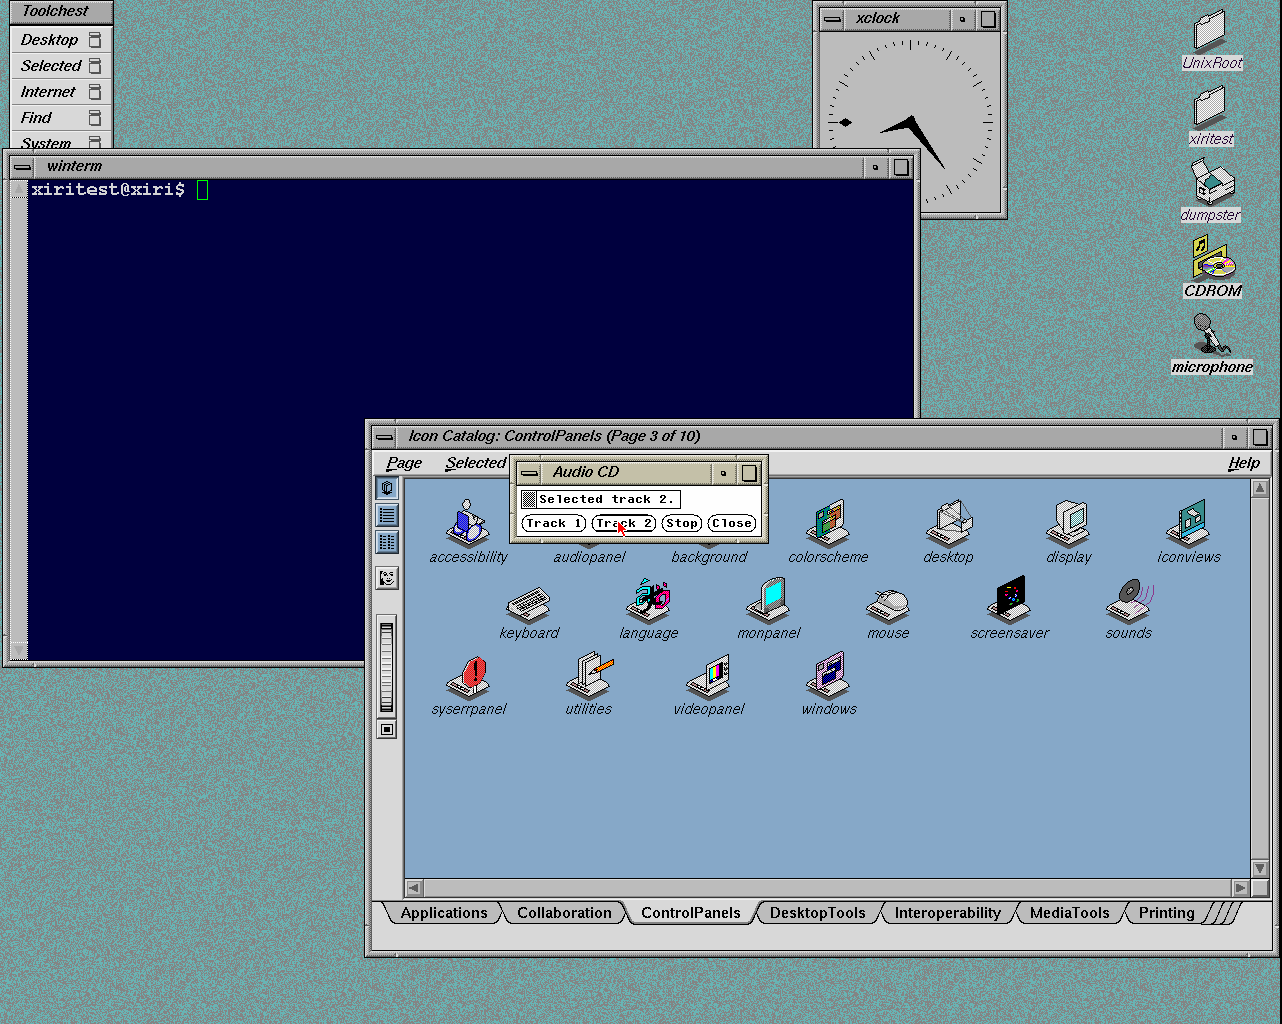 Toolchest
Desktop
Selected
Internet
Find
System
xclock
UnixRoot
xiritest
dumpster
CDROM
microphone
winterm
xiritest@xiri$
Icon Catalog: ControlPanels (Page 3 of 10)
Page
Selected
Help
Audio CD
Selected track 2.
Track 1
Track 2
Stop
Close
accessibility
audiopanel
background
colorscheme
desktop
display
iconviews
keyboard
language
monpanel
mouse
screensaver
sounds
syserrpanel
utilities
videopanel
windows
Applications
Collaboration
ControlPanels
DesktopTools
Interoperability
MediaTools
Printing